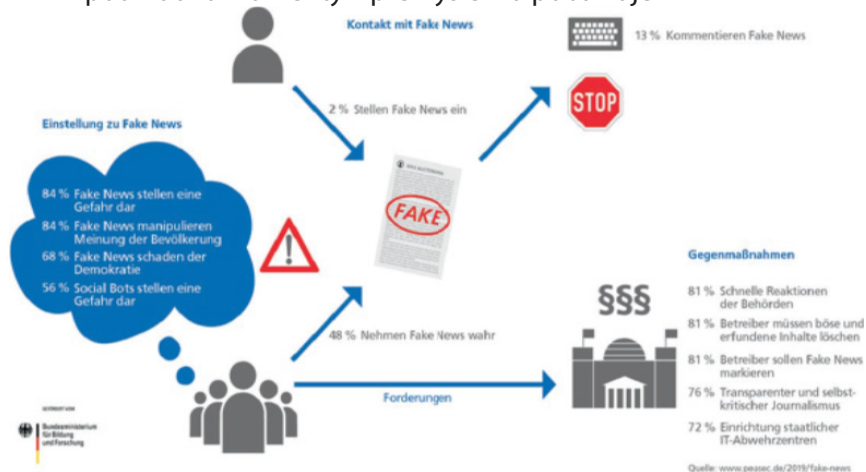 Kontakt mit Fake News
13 % Kommentieren Fake News
2 % Stellen Fake News ein
STOP
Einstellung zu Fake News
84 % Fake News stellen eine
Gefahr dar
84 % Fake News manipulieren
Meinung der Bevölkerung
68 % Fake News schaden der
Demokratie
56 % Social Bots stellen eine
Gefahr dar
FAKE
48 % Nehmen Fake News wahr
Forderungen
§§§
Gegenmaßnahmen
81 % Schnelle Reaktionen
der Behörden
81 % Betreiber müssen böse und
erfundene Inhalte löschen
81 % Betreiber sollen Fake News
markieren
76 % Transparenter und selbst-
kritischer Journalismus
72 % Einrichtung staatlicher
IT-Abwehrzentren
GEFÖRDERT VOM
Bundesministerium
für Bildung
und Forschung
Quelle: www.peasec.de/2019/fake-news